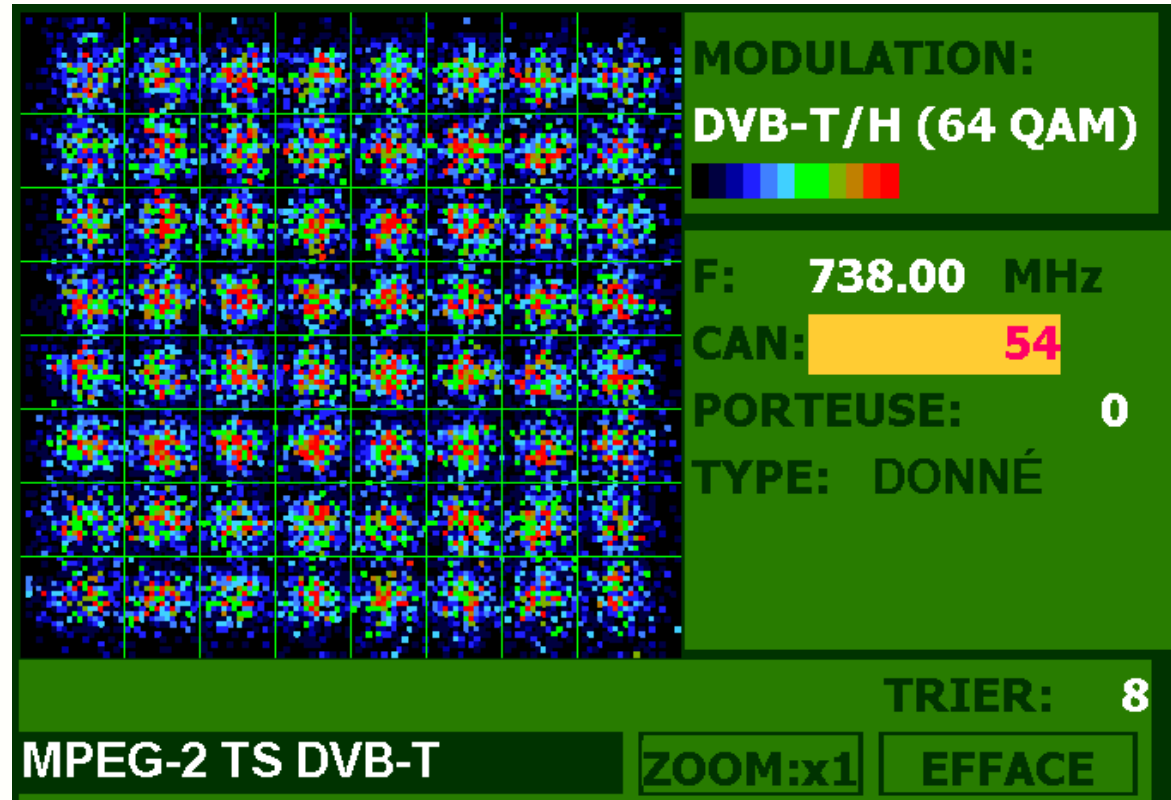 MODULATION:
DVB-T/H (64 QAM)
F: 738.00 MHz
CAN: 54
PORTEUSE: 0
TYPE: DONNÉ
TRIER: 8
MPEG-2 TS DVB-T
ZOOM:x1 EFFACE